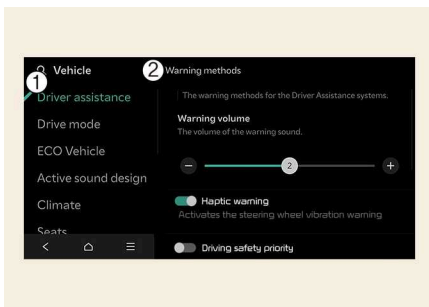 Vehicle
1
2
Warning methods
Driver assistance
Drive mode
ECO Vehicle
Active sound design
Climate
Seats
The warning methods for the Driver Assistance systems.
Warning volume
The volume of the warning sound.
2
Haptic warning
Activates the steering wheel vibration warning
Driving safety priority